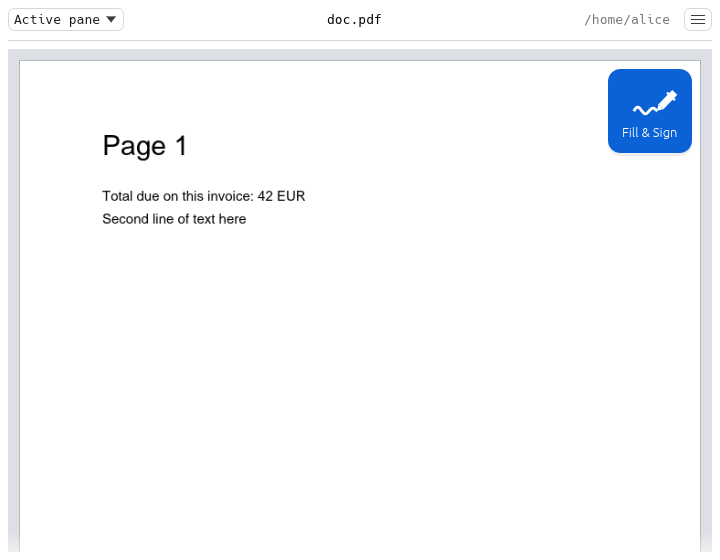 Active pane
doc.pdf
/home/alice
Fill & Sign
Page 1
Total due on this invoice: 42 EUR
Second line of text here